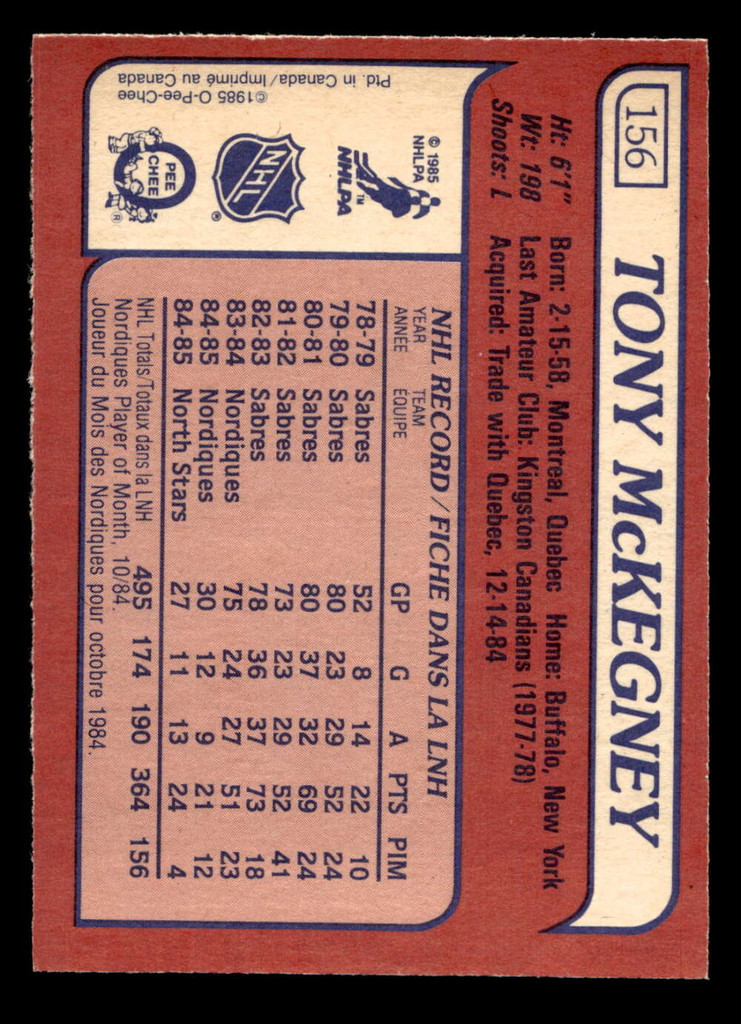 156
TONY McKEGNEY
Ht: 6'1" Born: 2-15-58, Montreal, Quebec Home: Buffalo, New York
Wt: 198 Last Amateur Club: Kingston Canadians (1977-78)
Shoots: L Acquired: Trade with Quebec, 12-14-84
© 1985
NHLPA
NHLPA™
NHL
®
O
PEE
CHEE
®
©1985 O-Pee-Chee
Ptd. in Canada/Imprimé au Canada
NHL RECORD/FICHE DANS LA LNH
YEAR TEAM
ANNÉE ÉQUIPE GP G A PTS PIM
78-79 Sabres 52 8 14 22 10
79-80 Sabres 80 23 29 52 24
80-81 Sabres 80 37 32 69 24
81-82 Sabres 73 23 29 52 41
82-83 Sabres 78 36 37 73 18
83-84 Nordiques 75 24 27 51 23
84-85 Nordiques 30 12 9 21 12
84-85 North Stars 27 11 13 24 4
NHL Totals/Totaux dans la LNH 495 174 190 364 156
Nordiques Player of Month, 10/84.
Joueur du Mois des Nordiques pour octobre 1984.